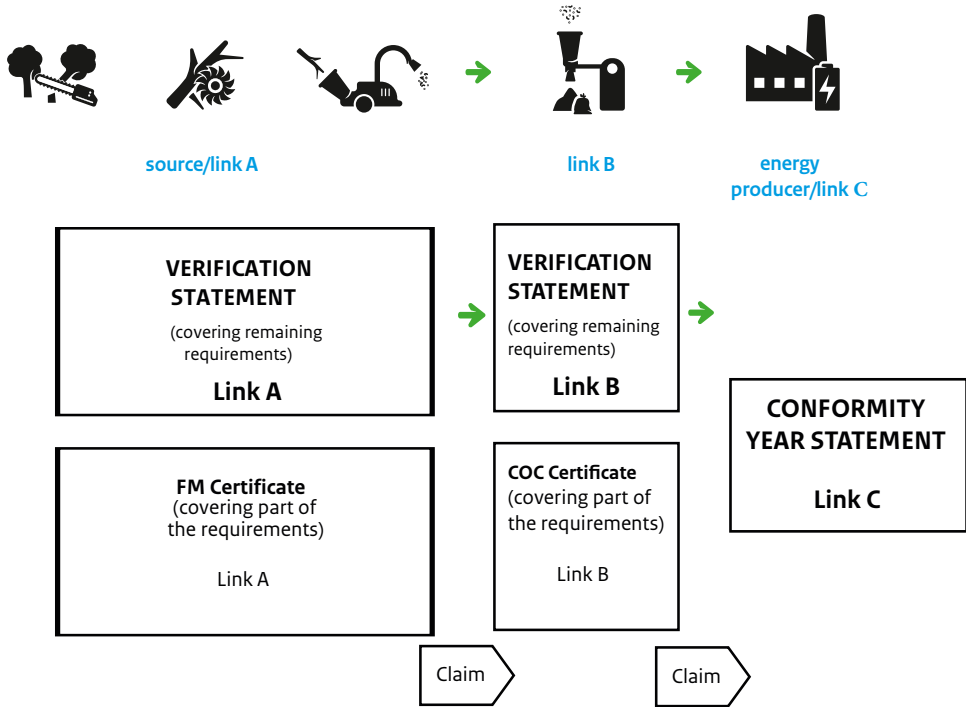 source/link A
link B
energy
producer/link C
VERIFICATION
STATEMENT
(covering remaining
requirements)
Link A
VERIFICATION
STATEMENT
(covering remaining
requirements)
Link B
CONFORMITY
YEAR STATEMENT
Link C
FM Certificate
(covering part of
the requirements)
Link A
COC Certificate
(covering part of
the requirements)
Link B
Claim
Claim